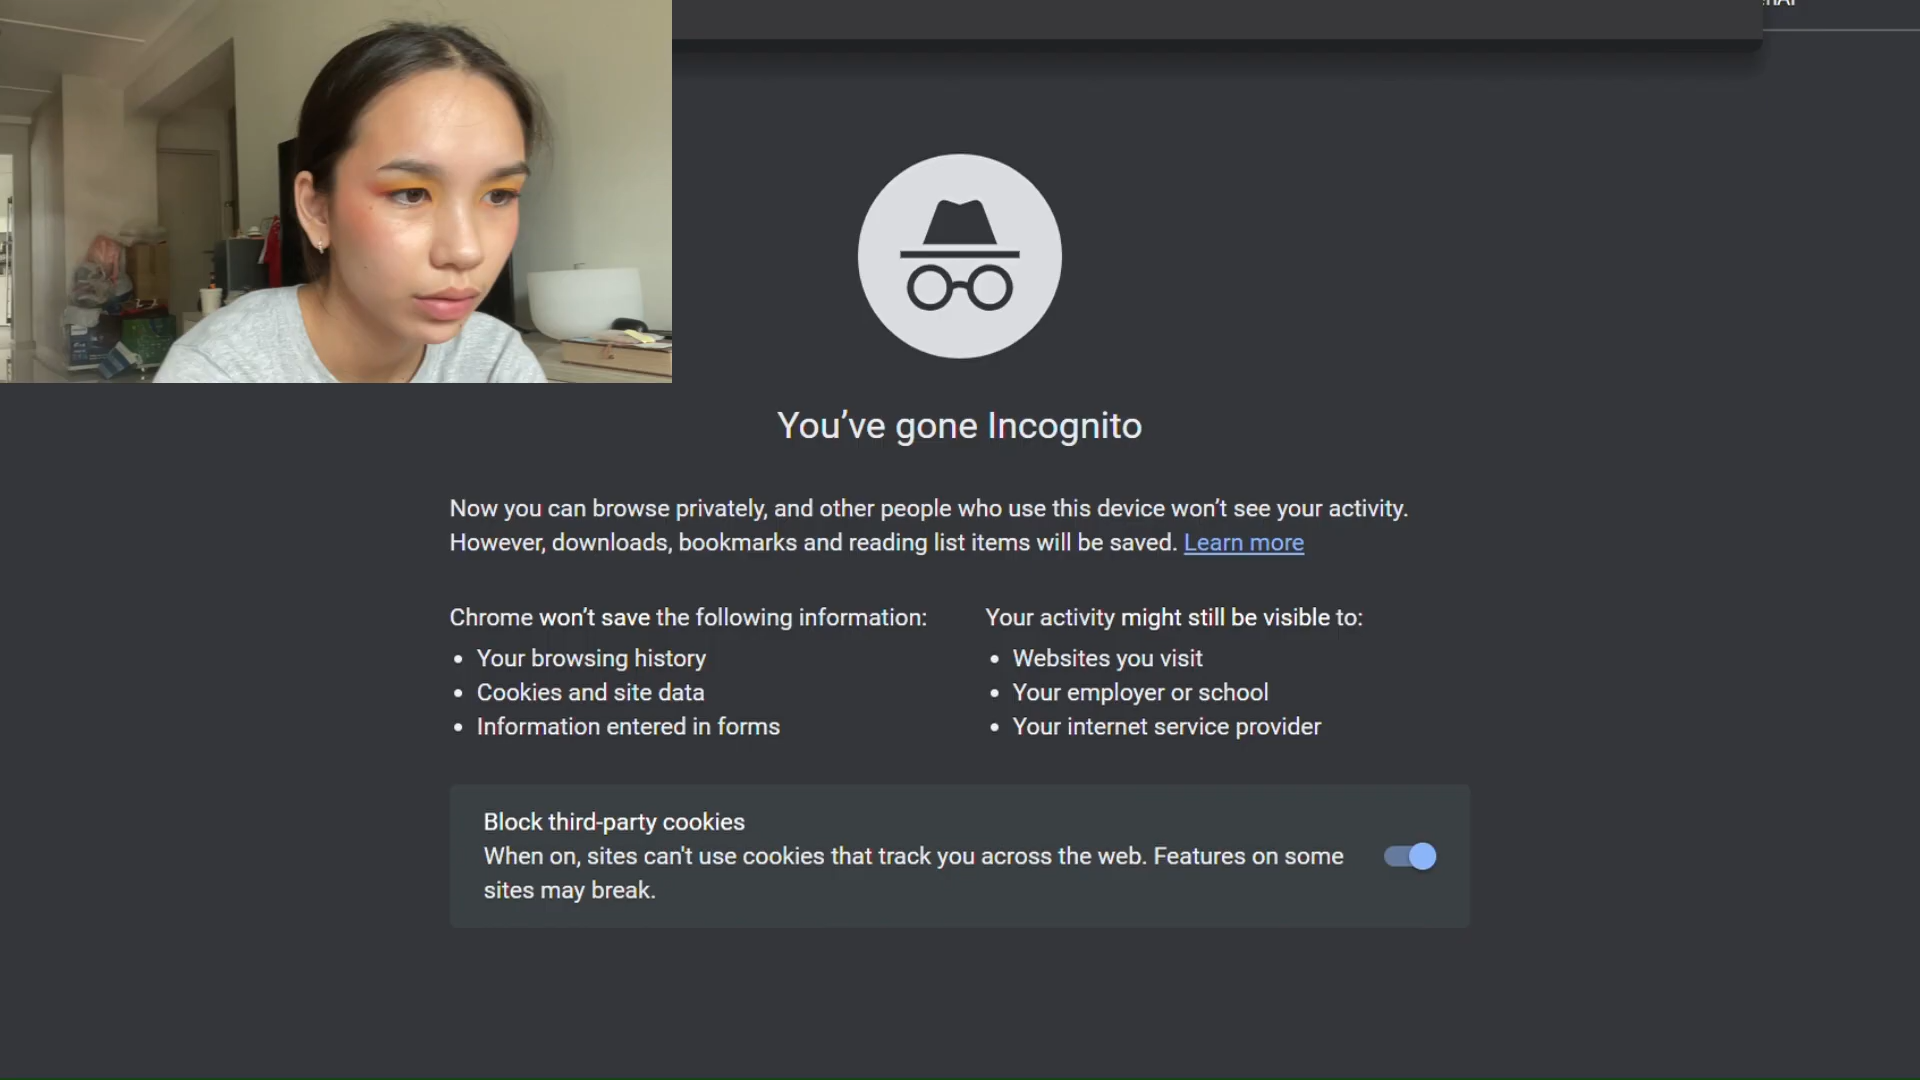 You've gone Incognito
Now you can browse privately, and other people who use this device won’t see your activity.
However, downloads, bookmarks and reading list items will be saved. Learn more
Chrome won’t save the following information:
• Your browsing history
• Cookies and site data
• Information entered in forms
Your activity might still be visible to:
• Websites you visit
• Your employer or school
• Your internet service provider
Block third-party cookies
When on, sites can't use cookies that track you across the web. Features on some
sites may break.